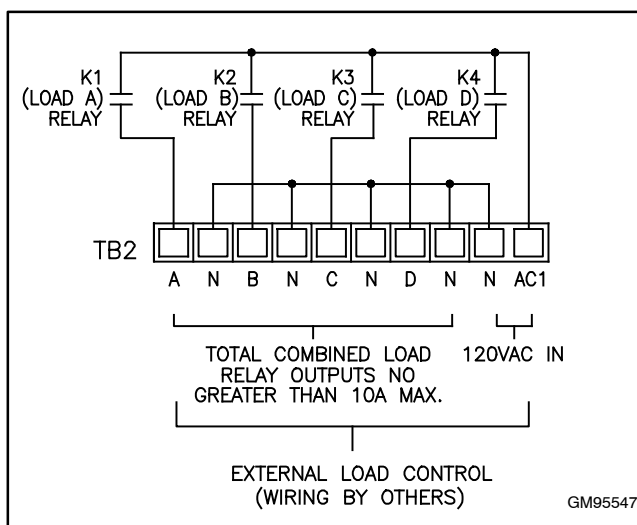 K1
(LOAD A)
RELAY
K2
(LOAD B)
RELAY
K3
(LOAD C)
RELAY
K4
(LOAD D)
RELAY
TB2
A N B N C N D N N AC1
TOTAL COMBINED LOAD
RELAY OUTPUTS NO
GREATER THAN 10A MAX.
120VAC IN
EXTERNAL LOAD CONTROL
(WIRING BY OTHERS)
GM95547